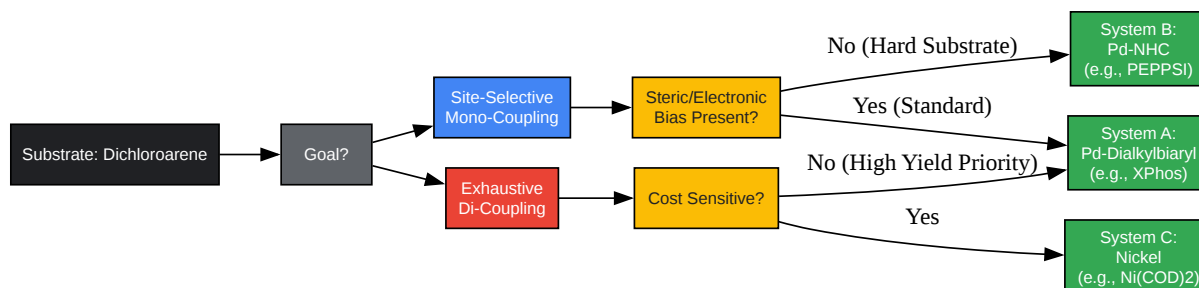 Substrate: Dichloroarene
Goal?
Site-Selective
Mono-Coupling
Exhaustive
Di-Coupling
Steric/Electronic
Bias Present?
Cost Sensitive?
No (Hard Substrate)
Yes (Standard)
No (High Yield Priority)
Yes
System B:
Pd-NHC
(e.g., PEPPSI)
System A:
Pd-Dialkylbiaryl
(e.g., XPhos)
System C:
Nickel
(e.g., Ni(COD)2)